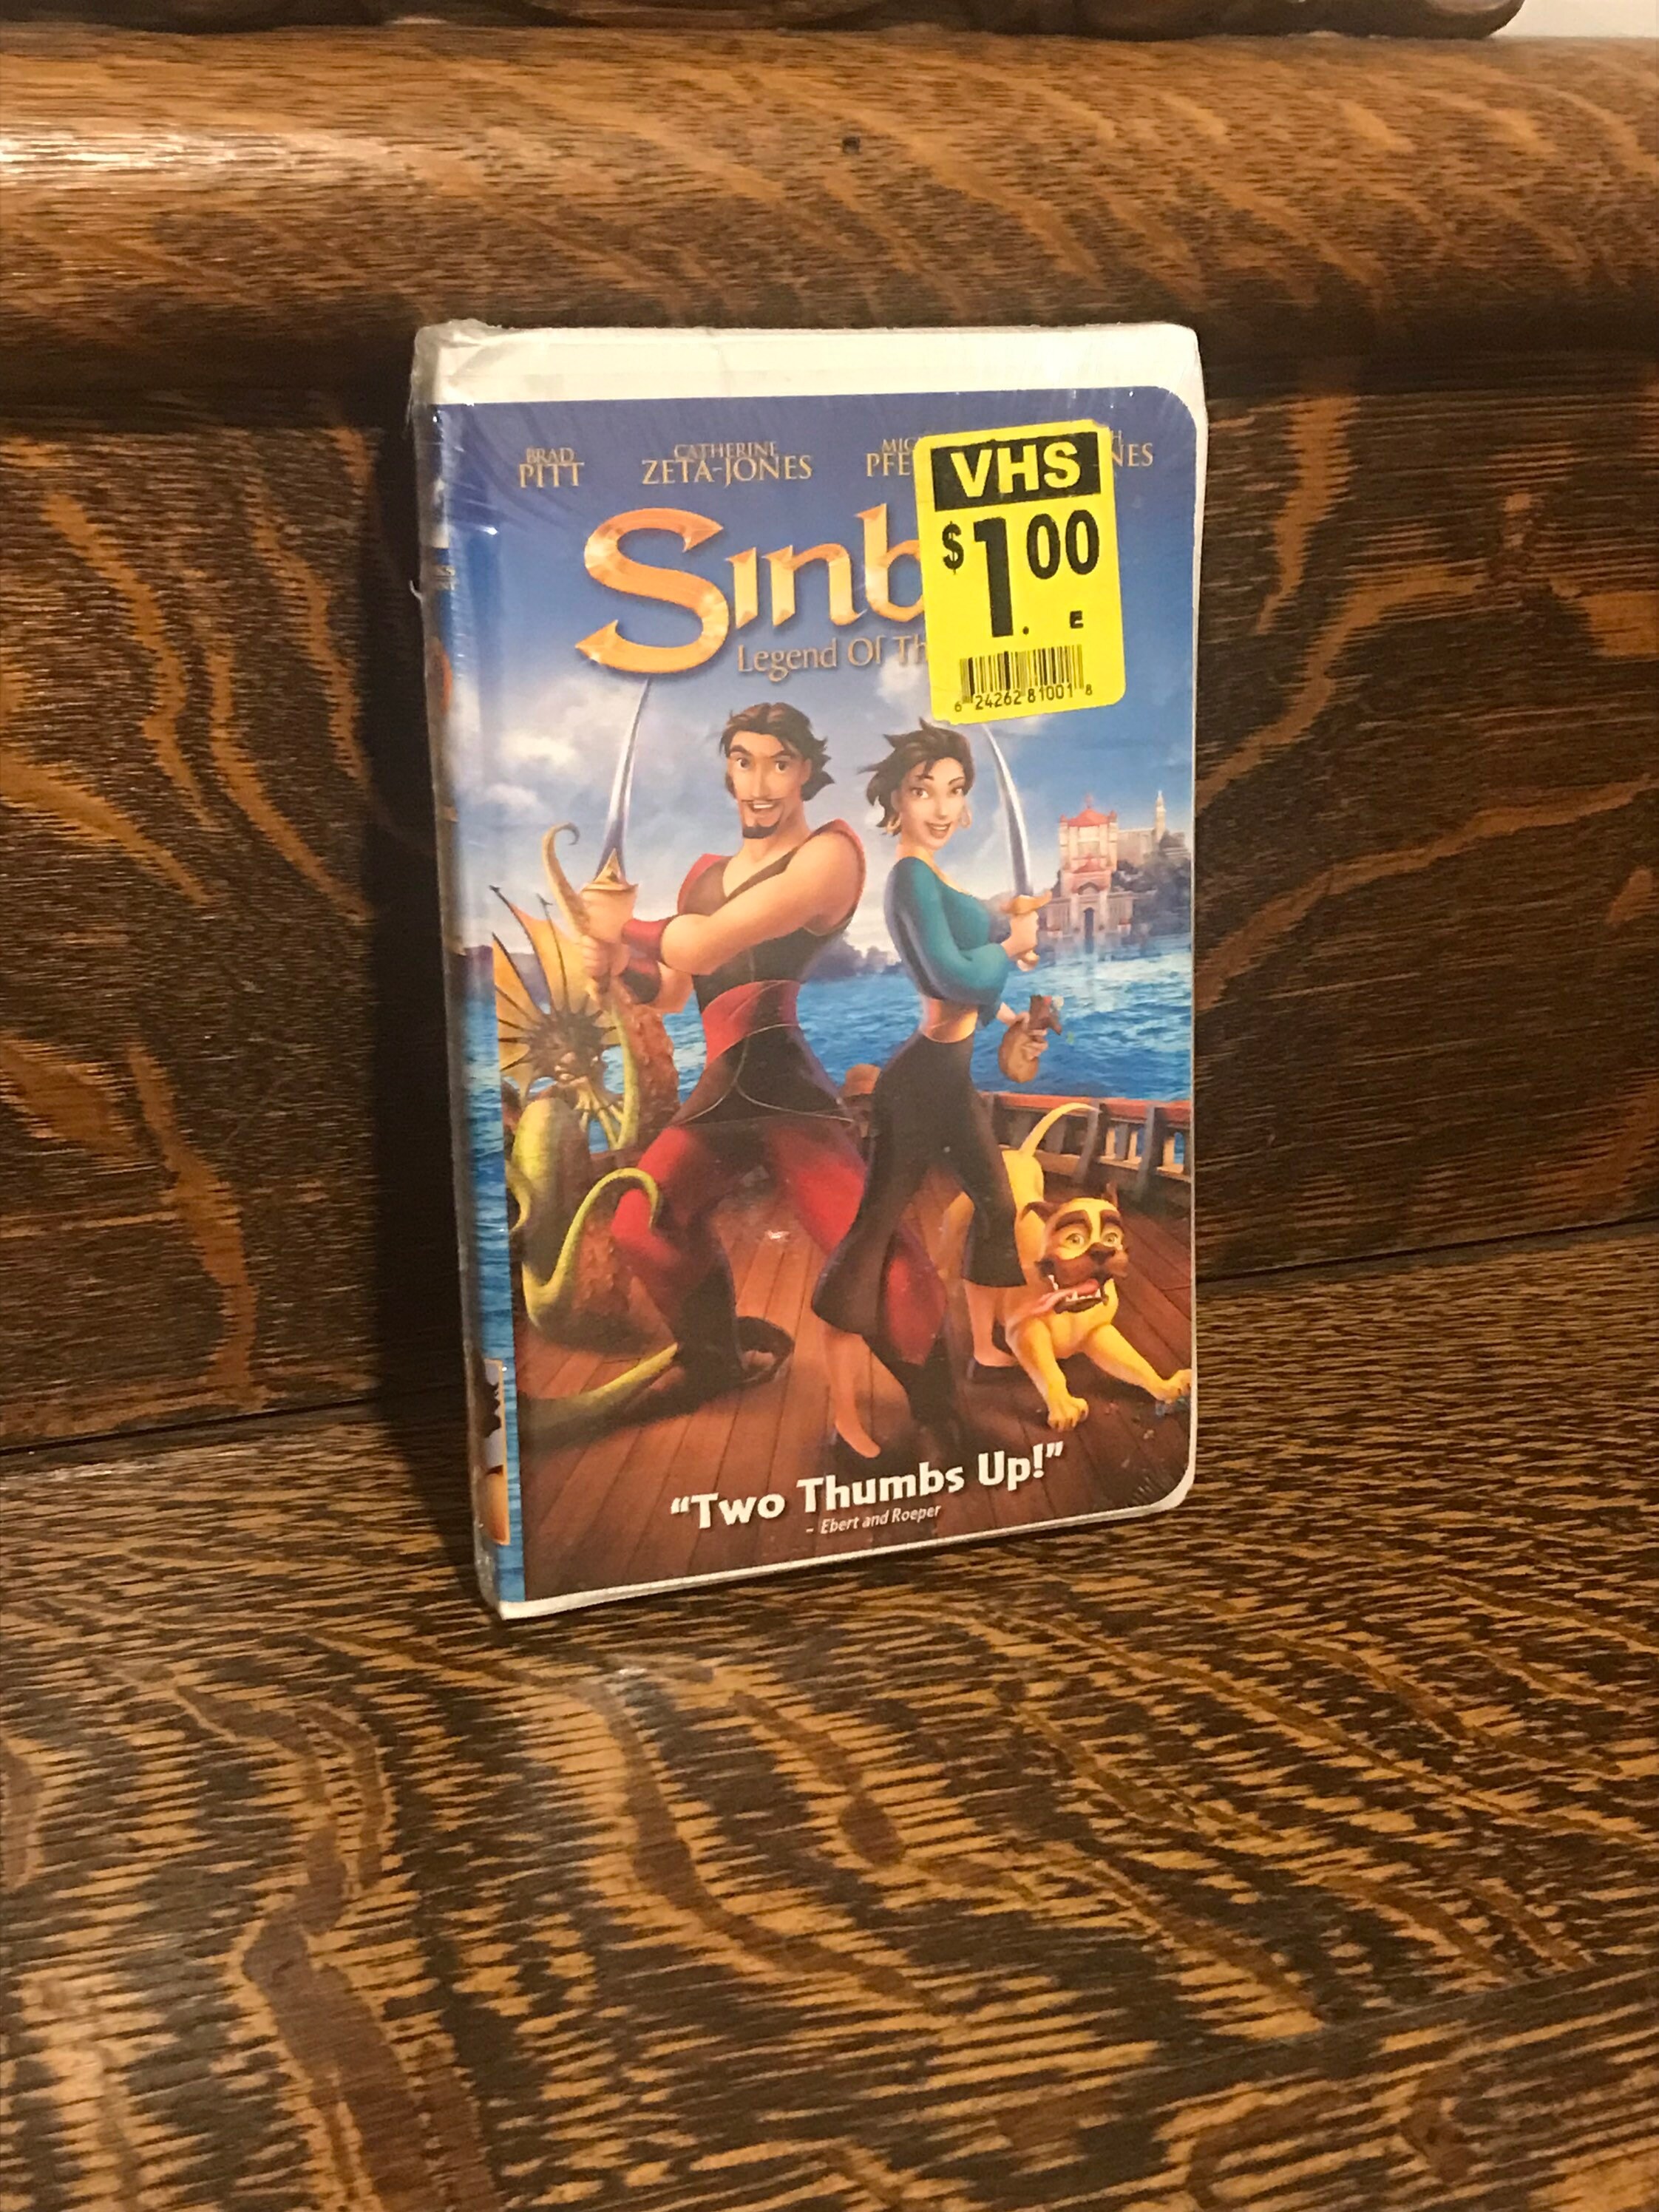 BRAD
PITT
CATHERINE
ZETA-JONES
VHS
$1.00
E
6 24262 81001 8
Legend Of
"Two Thumbs Up!"
- Ebert and Roeper